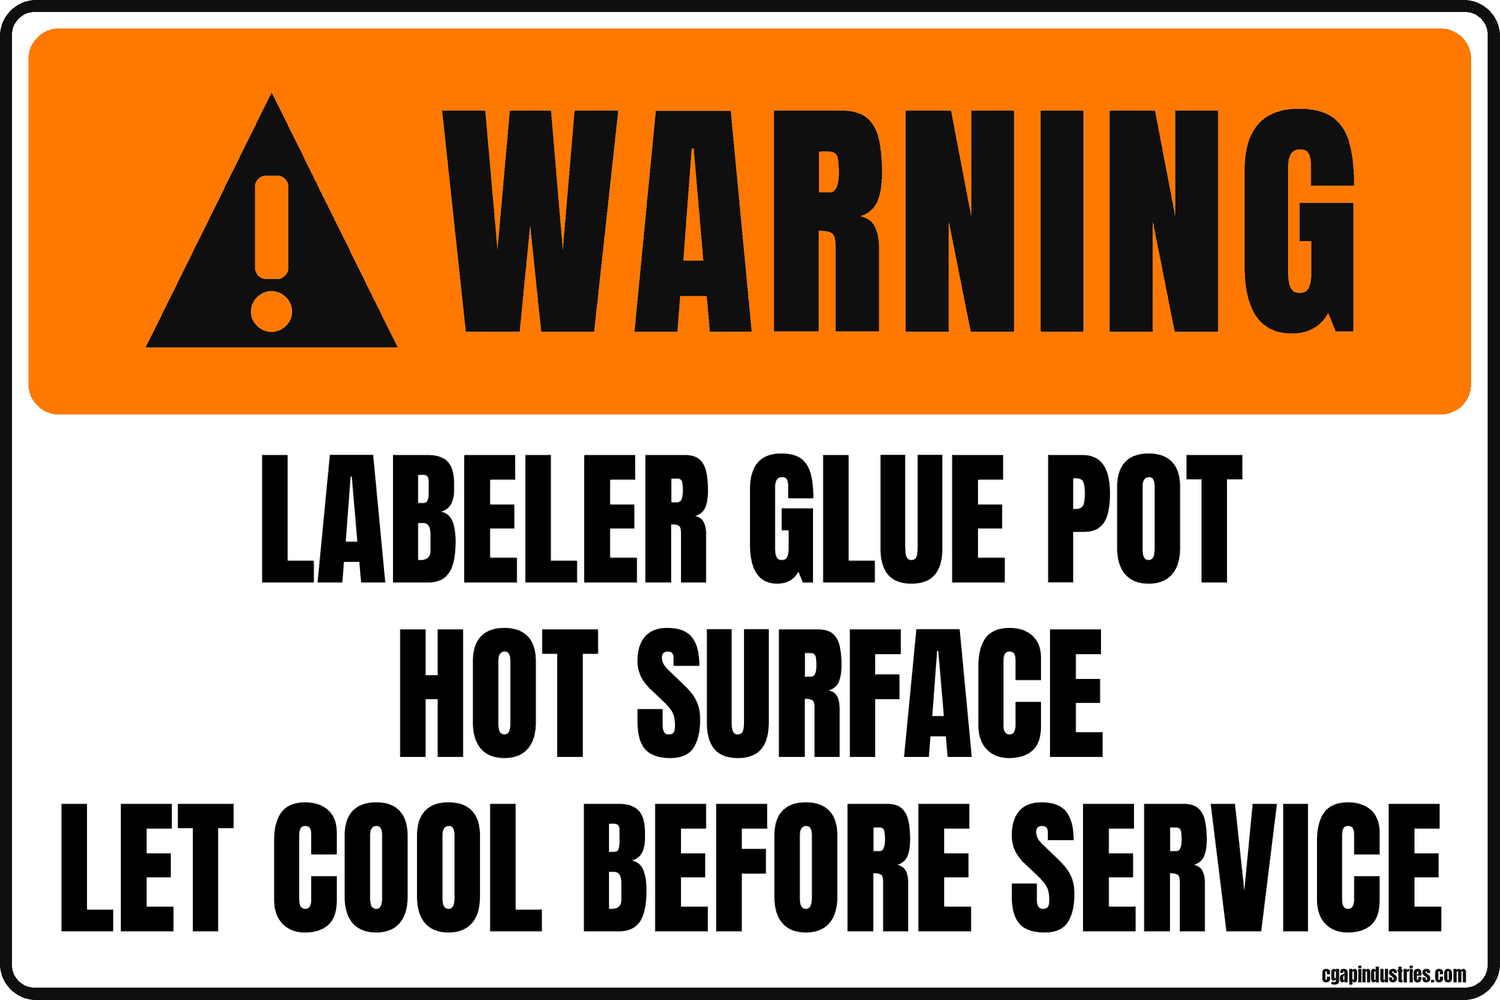 WARNING
LABELER GLUE POT
HOT SURFACE
LET COOL BEFORE SERVICE
cgapindustries.com